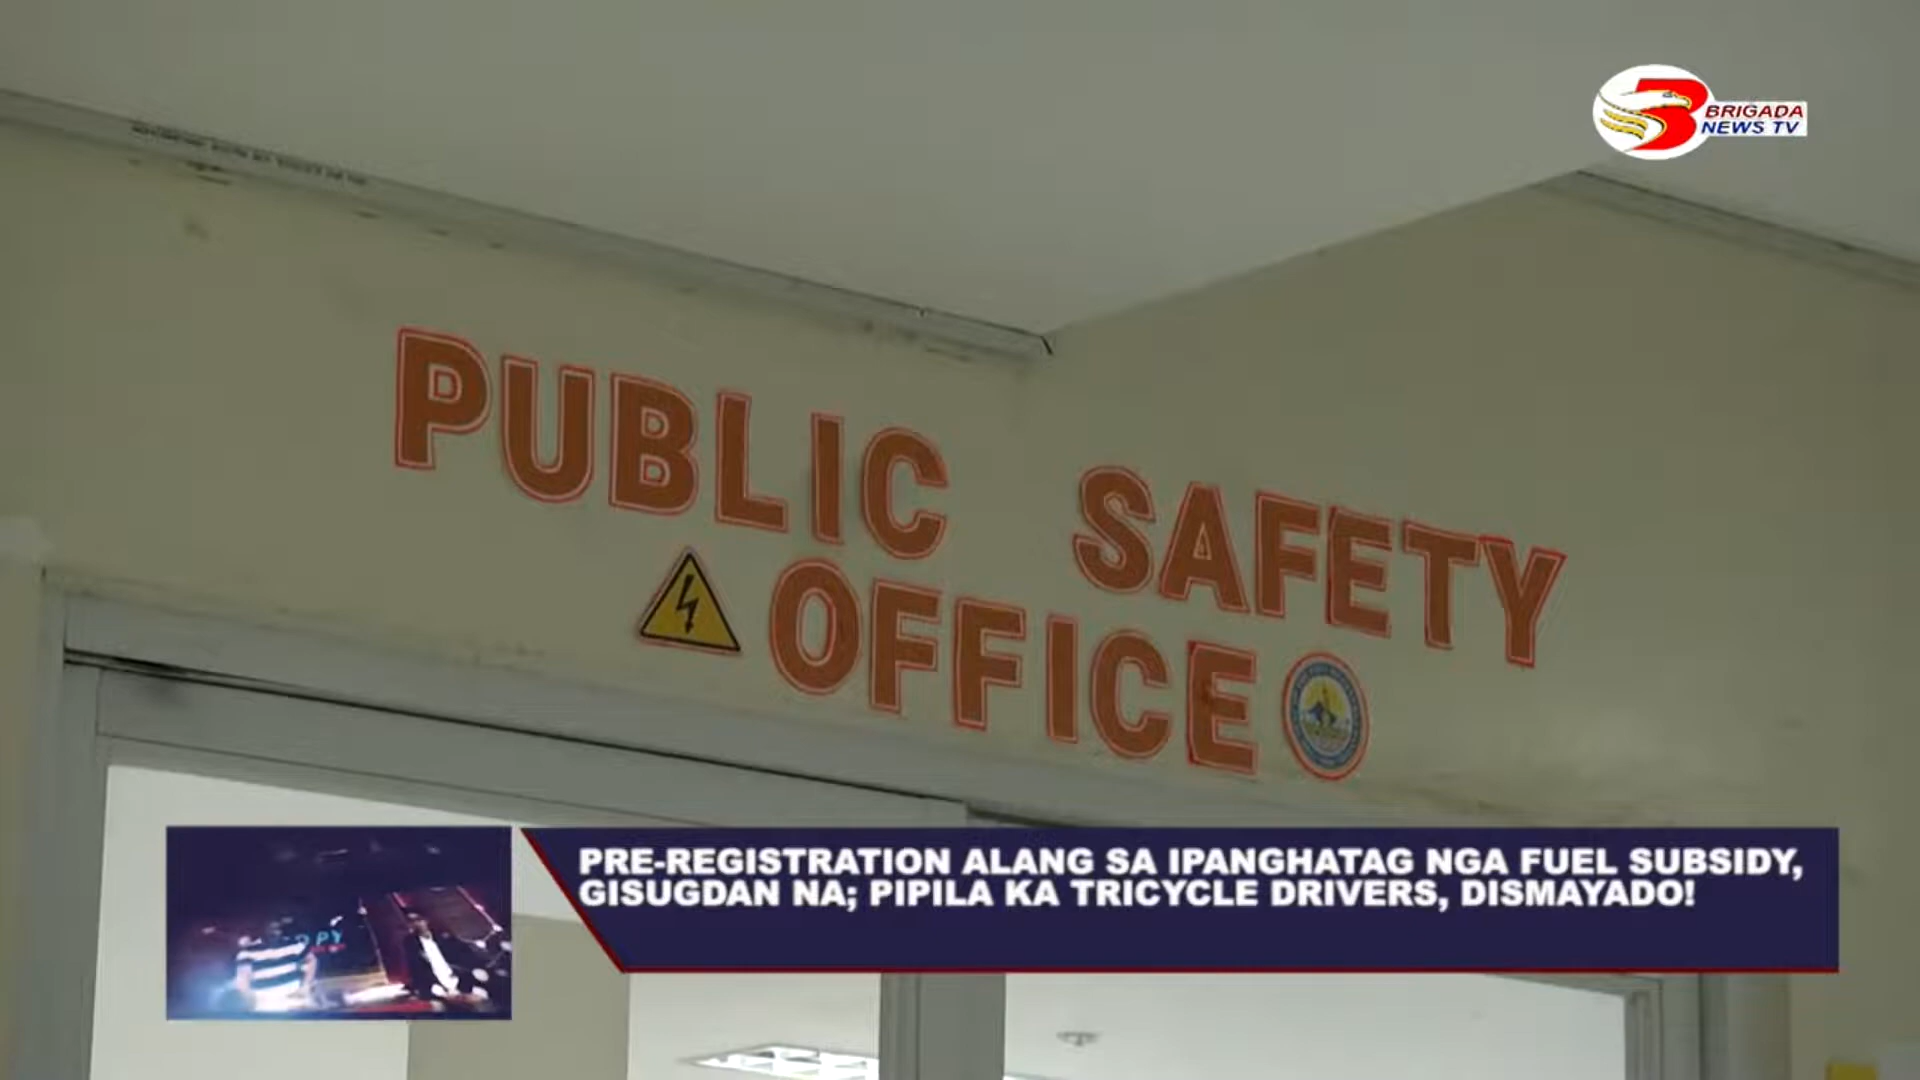 BRIGADA
NEWS TV
PUBLIC SAFETY
OFFICE
PRE-REGISTRATION ALANG SA IPANGHATAG NGA FUEL SUBSIDY,
GISUGDAN NA; PIPILA KA TRICYCLE DRIVERS, DISMAYADO!